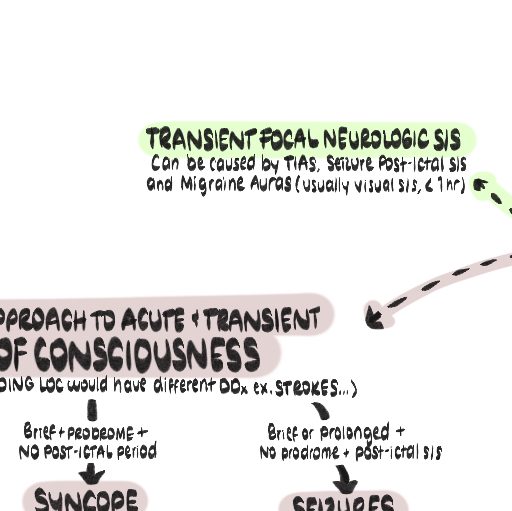 TRANSIENT FOCAL NEUROLOGIC S/S
Can be caused by TIAs, Seizure Post-ictal s/s
and Migraine Auras (usually visual s/s, < 1 hr)
APPROACH TO ACUTE + TRANSIENT
OF CONSCIOUSNESS
LOC would have different DDx ex. STROKES...)
Brief + PRODROME +
NO POST-ICTAL Period
Brief or prolonged +
NO prodrome + post-ictal s/s
SYNCOPE
SEIZURES